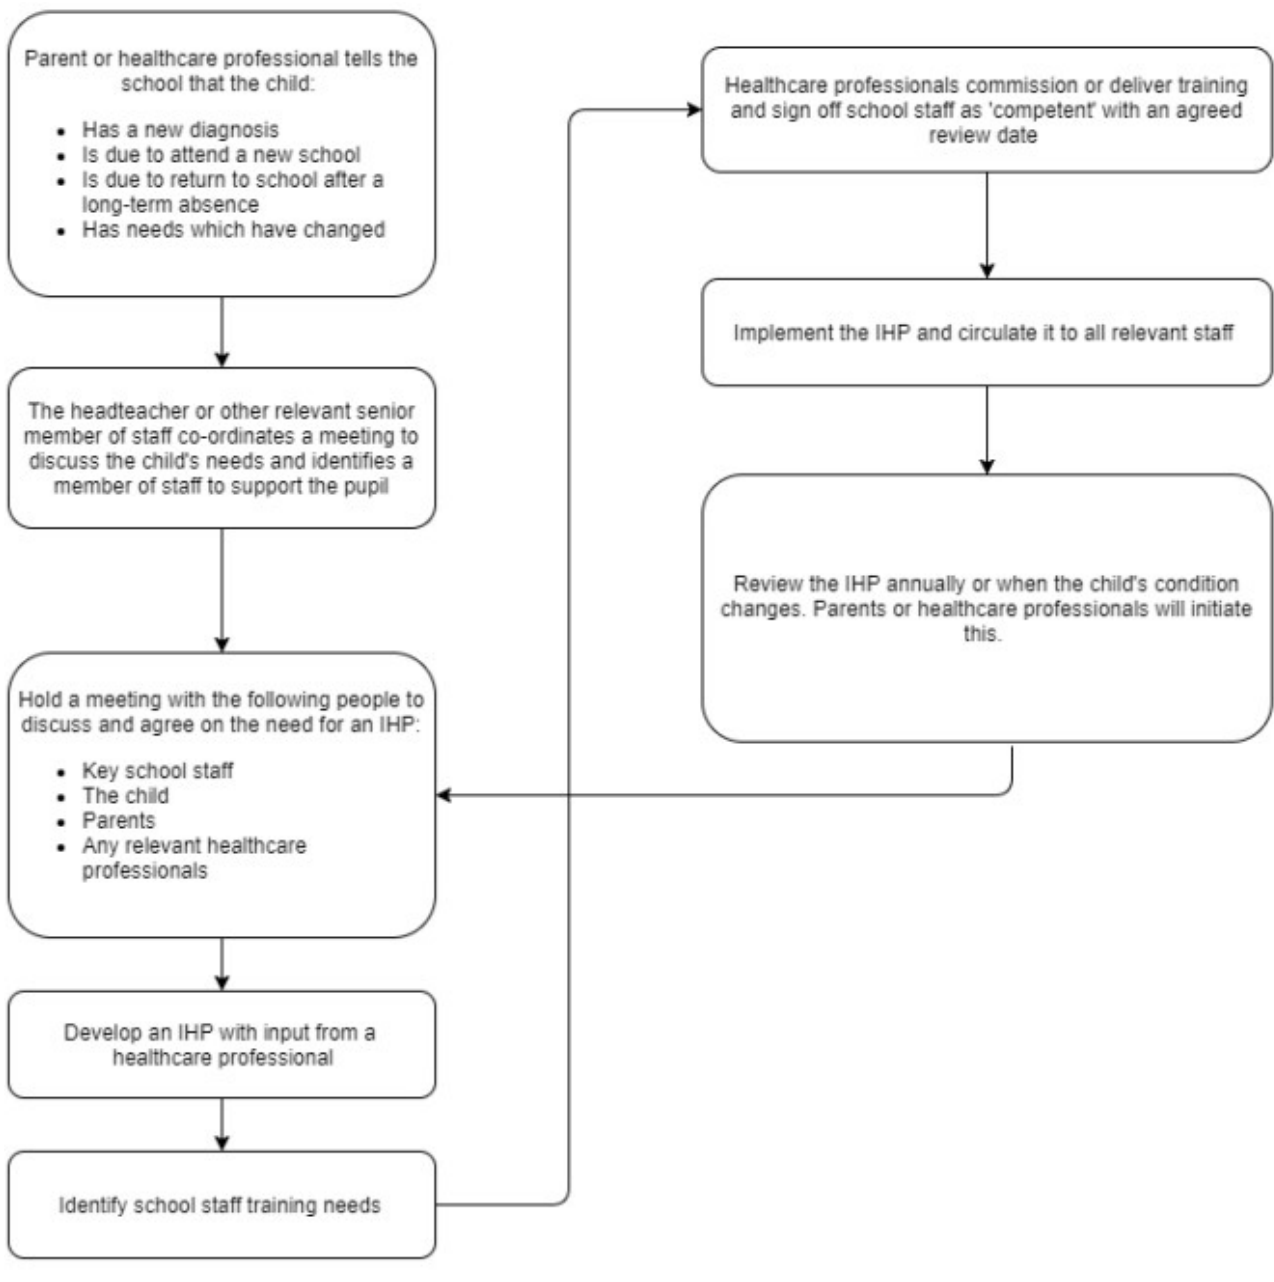 Parent or healthcare professional tells the
school that the child:
• Has a new diagnosis
• Is due to attend a new school
• Is due to return to school after a
long-term absence
• Has needs which have changed
The headteacher or other relevant senior
member of staff co-ordinates a meeting to
discuss the child's needs and identifies a
member of staff to support the pupil
Hold a meeting with the following people to
discuss and agree on the need for an IHP:
• Key school staff
• The child
• Parents
• Any relevant healthcare
professionals
Develop an IHP with input from a
healthcare professional
Identify school staff training needs
Healthcare professionals commission or deliver training
and sign off school staff as 'competent' with an agreed
review date
Implement the IHP and circulate it to all relevant staff
Review the IHP annually or when the child's condition
changes. Parents or healthcare professionals will initiate
this.